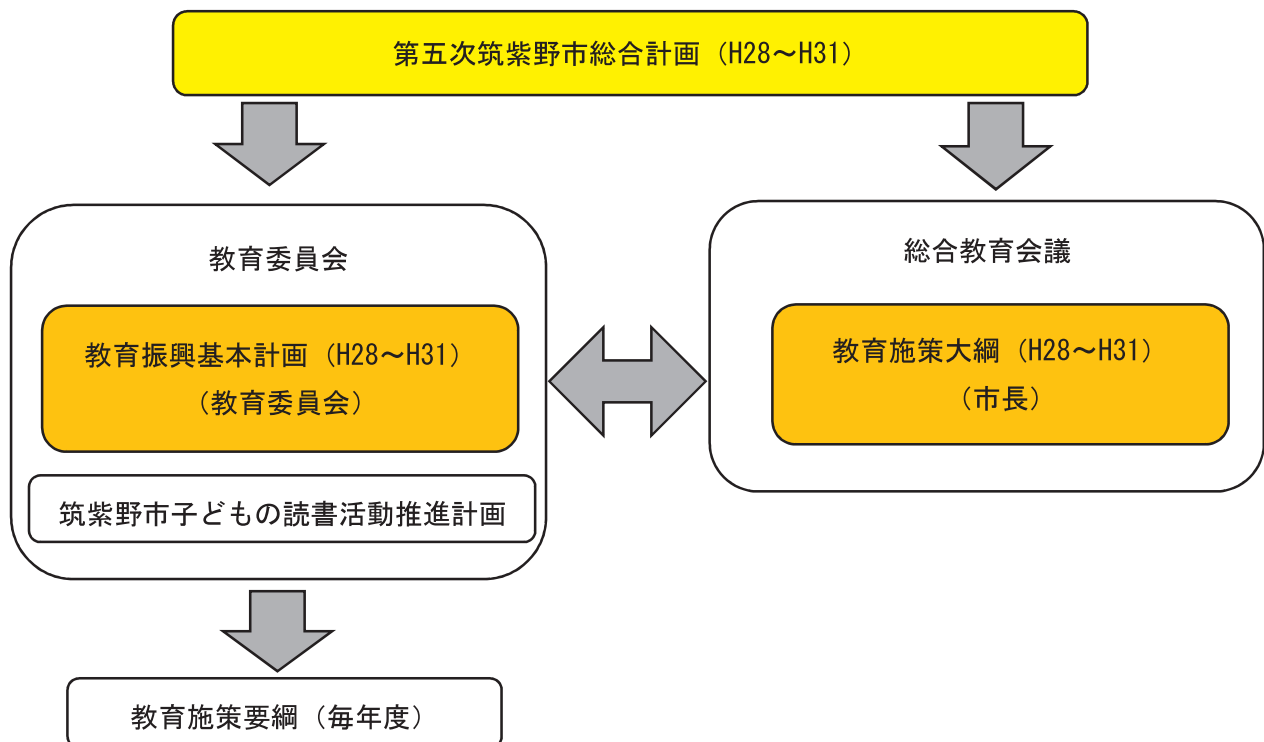 第五次筑紫野市総合計画（H28～H31）
教育委員会
教育振興基本計画（H28～H31）
（教育委員会）
筑紫野市子どもの読書活動推進計画
総合教育会議
教育施策大綱（H28～H31）
（市長）
教育施策要綱（毎年度）